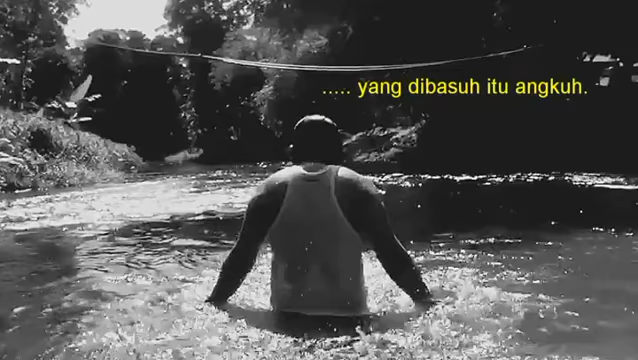 ..... yang dibasuh itu angkuh.